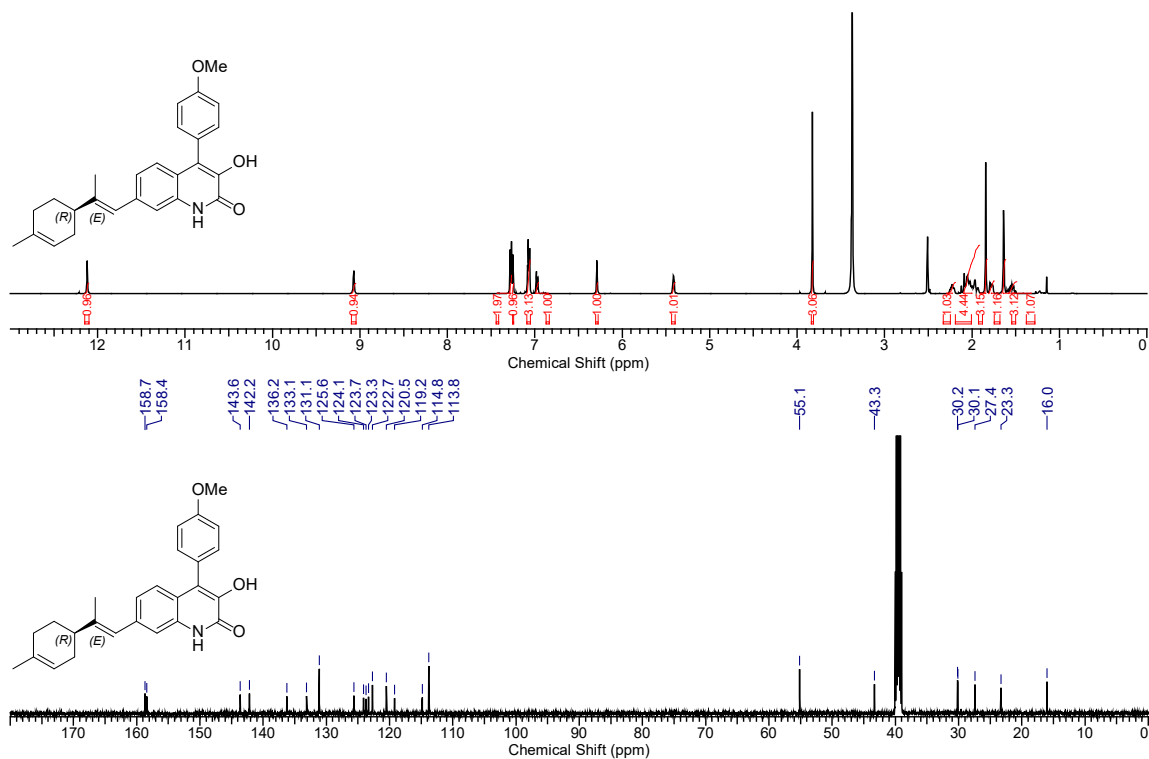 OMe
OH
(R)
(E)
N
H
O
0.96
0.94
1.97
0.96
3.13
1.00
1.00
1.01
3.06
1.03
4.44
3.15
1.16
3.12
1.07
12 11 10 9 8 7 6 5 4 3 2 1 0
Chemical Shift (ppm)
158.7
158.4
143.6
142.2
136.2
133.1
131.1
125.6
124.1
123.7
123.3
122.7
120.5
119.2
114.8
113.8
55.1
43.3
30.2
30.1
27.4
23.3
16.0
OMe
OH
(R)
(E)
N
H
O
170 160 150 140 130 120 110 100 90 80 70 60 50 40 30 20 10 0
Chemical Shift (ppm)